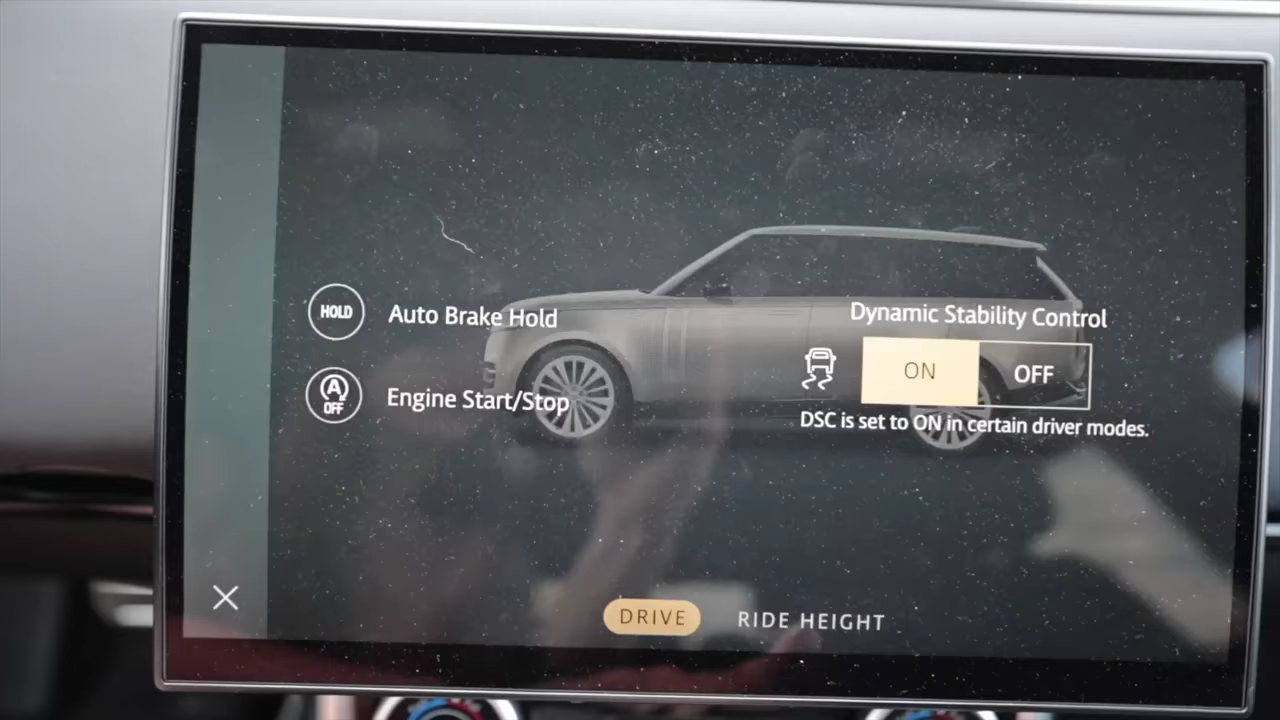 HOLD
Auto Brake Hold
A
OFF
Engine Start/Stop
Dynamic Stability Control
ON
OFF
DSC is set to ON in certain driver modes.
DRIVE
RIDE HEIGHT